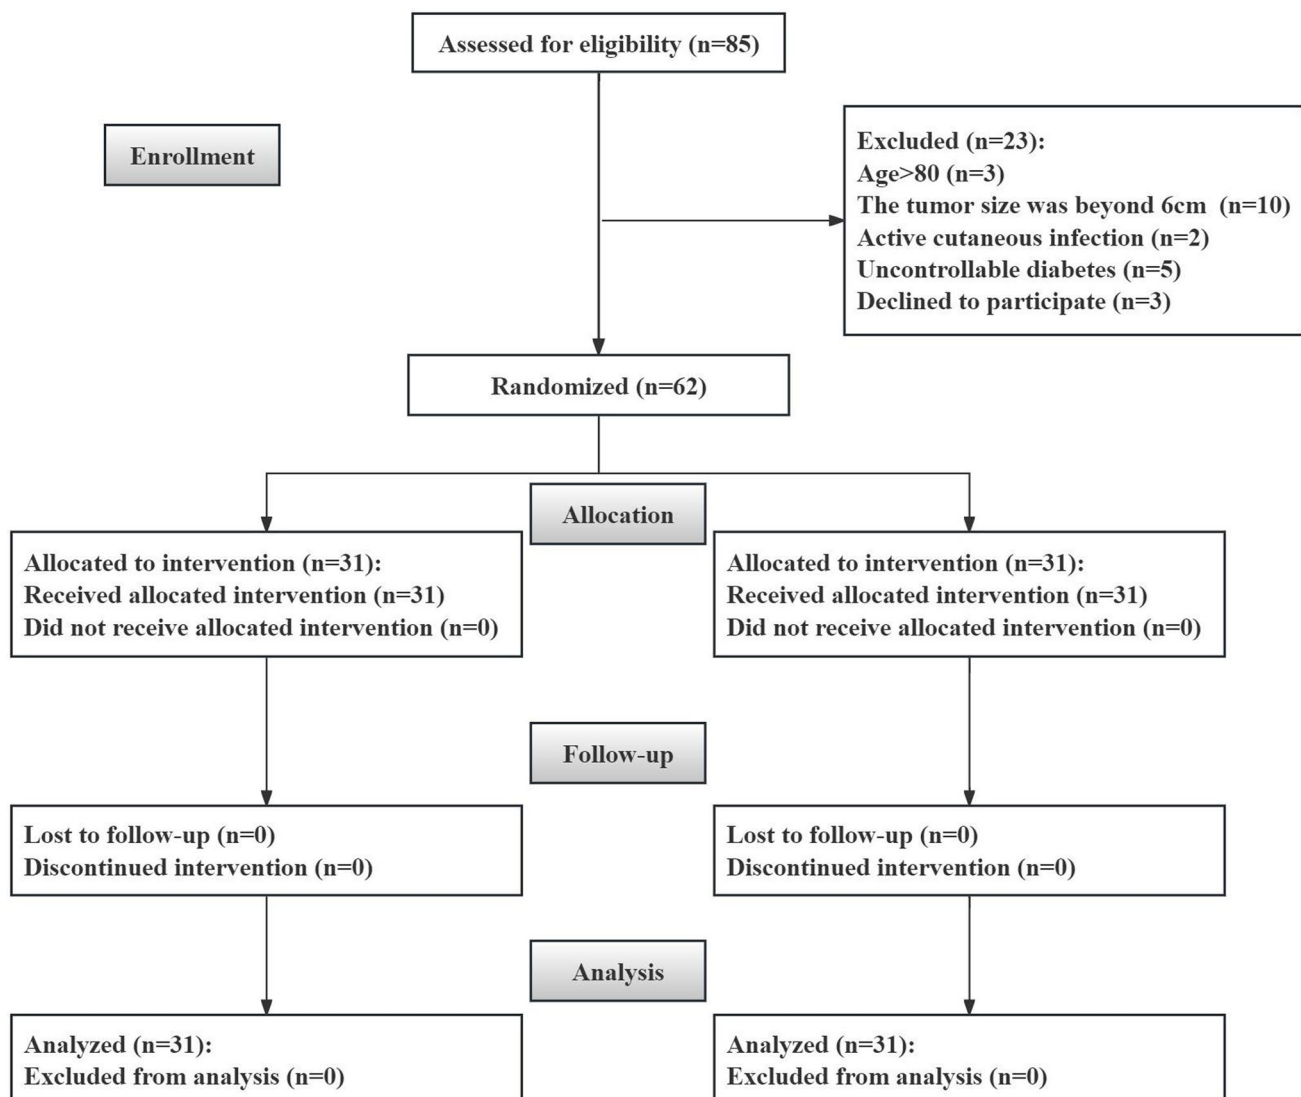 Assessed for eligibility (n=85)
Enrollment
Excluded (n=23):
Age>80 (n=3)
The tumor size was beyond 6cm  (n=10)
Active cutaneous infection (n=2)
Uncontrollable diabetes (n=5)
Declined to participate (n=3)
Randomized (n=62)
Allocation
Allocated to intervention (n=31):
Received allocated intervention (n=31)
Did not receive allocated intervention (n=0)
Allocated to intervention (n=31):
Received allocated intervention (n=31)
Did not receive allocated intervention (n=0)
Follow-up
Lost to follow-up (n=0)
Discontinued intervention (n=0)
Lost to follow-up (n=0)
Discontinued intervention (n=0)
Analysis
Analyzed (n=31):
Excluded from analysis (n=0)
Analyzed (n=31):
Excluded from analysis (n=0)